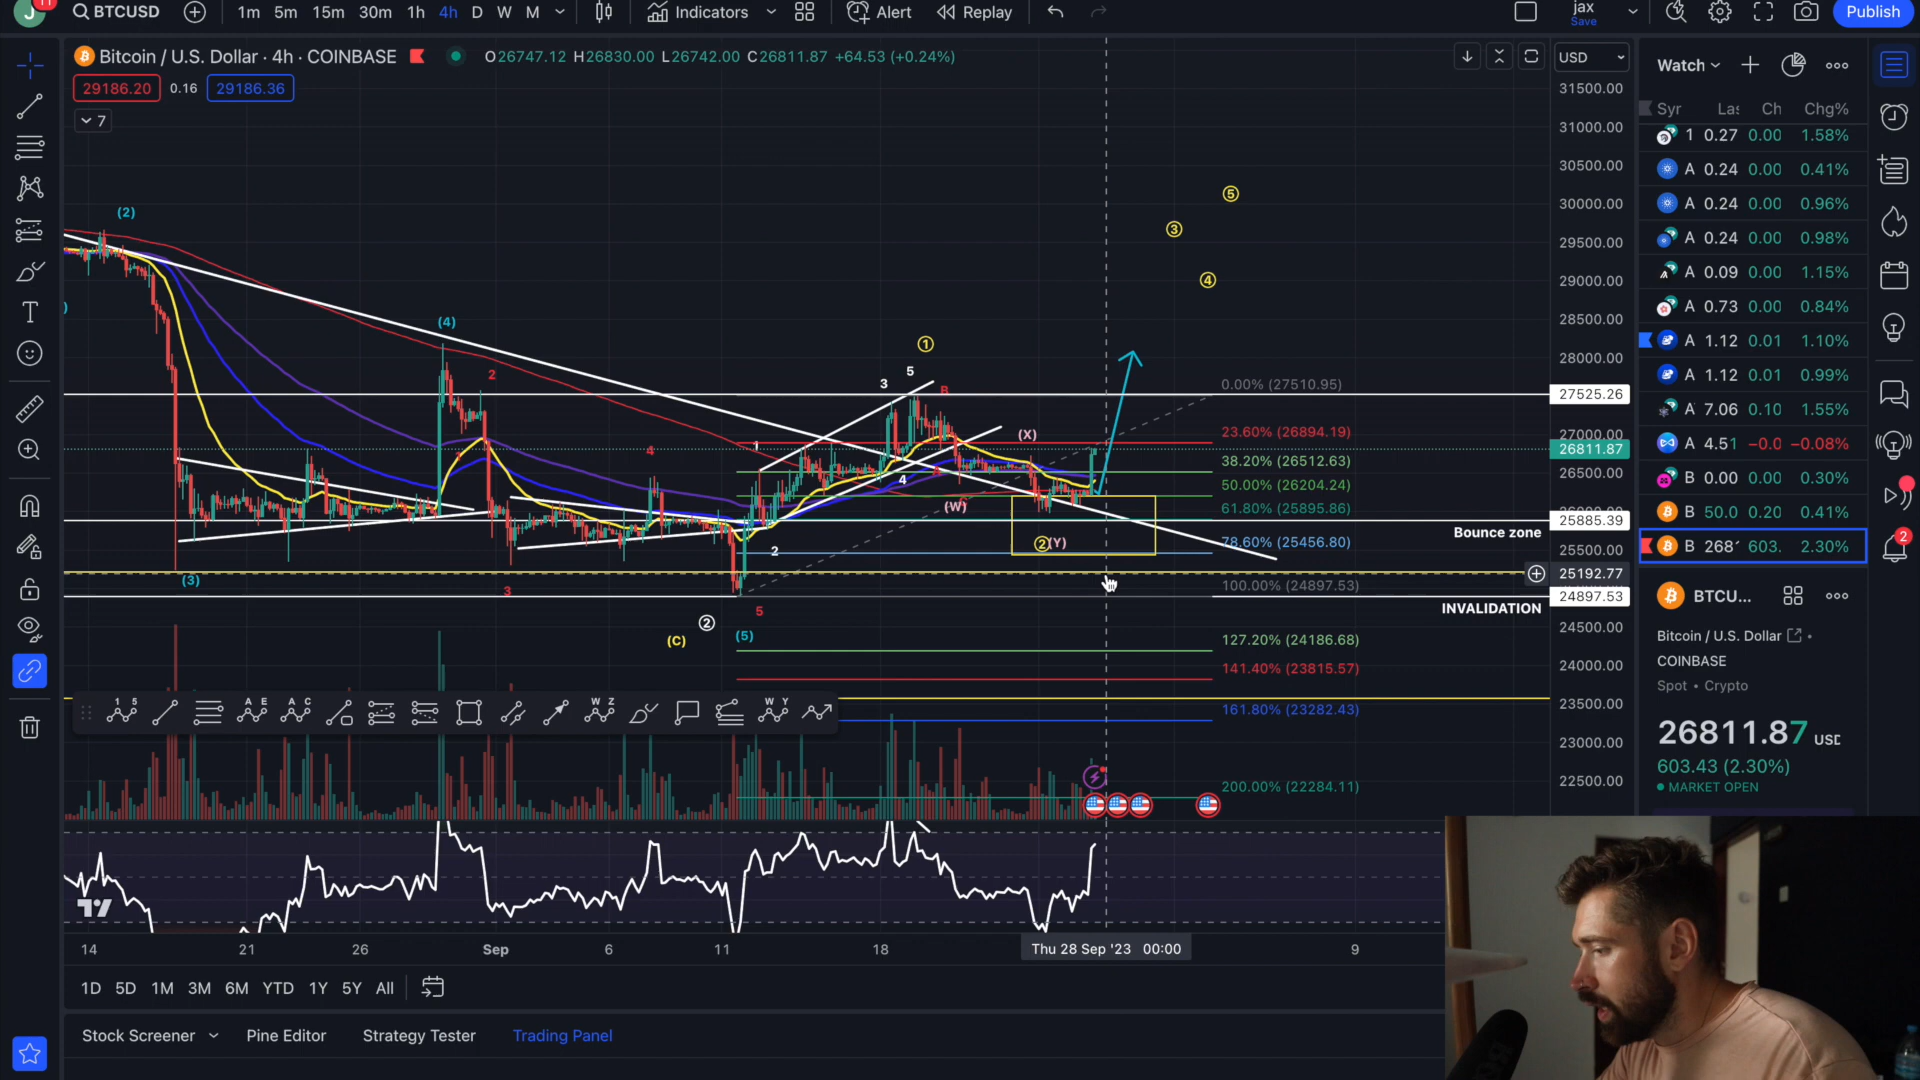 J 11 BTCUSD 1m 5m 15m 30m 1h 4h D W M Indicators Alert Replay jax Save Publish
Bitcoin / U.S. Dollar · 4h · COINBASE O26747.12 H26830.00 L26742.00 C26811.87 +64.53 (+0.24%)
29186.20 0.16 29186.36
7
USD
31500.00
31000.00
30500.00
30000.00
29500.00
29000.00
28500.00
28000.00
27525.26
27000.00
26811.87
26500.00
25885.39
25500.00
25192.77
24897.53
24500.00
24000.00
23500.00
23000.00
22500.00
(2)
(4)
2
4
(3)
3
5
(C)
2
(5)
1
2
3
4
5
1
B
(W)
(X)
2 (Y)
3
4
5
0.00% (27510.95)
23.60% (26894.19)
38.20% (26512.63)
50.00% (26204.24)
61.80% (25895.86)
78.60% (25456.80)
100.00% (24897.53)
127.20% (24186.68)
141.40% (23815.57)
161.80% (23282.43)
200.00% (22284.11)
Bounce zone
INVALIDATION
1 5 A E A C W Z W Y
14 21 26 Sep 6 11 18 Thu 28 Sep '23 00:00 9
1D 5D 1M 3M 6M YTD 1Y 5Y All
Stock Screener Pine Editor Strategy Tester Trading Panel
Watch
Syr Las Ch Chg%
1 0.27 0.00 1.58%
A 0.24 0.00 0.41%
A 0.24 0.00 0.96%
A 0.24 0.00 0.98%
A 0.09 0.00 1.15%
A 0.73 0.00 0.84%
A 1.12 0.01 1.10%
A 1.12 0.01 0.99%
A 7.06 0.10 1.55%
A 4.51 −0.0 −0.08%
B 0.00 0.00 0.30%
B 50.0 0.20 0.41%
B 268 603. 2.30%
BTCU...
Bitcoin / U.S. Dollar
COINBASE
Spot • Crypto
26811.87 USD
603.43 (2.30%)
MARKET OPEN
2